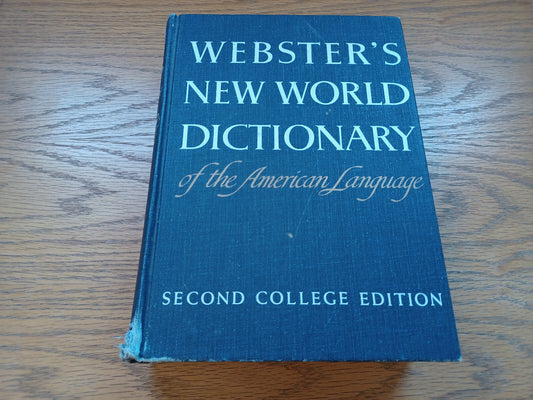 WEBSTER'S
NEW WORLD
DICTIONARY
of the American Language
SECOND COLLEGE EDITION